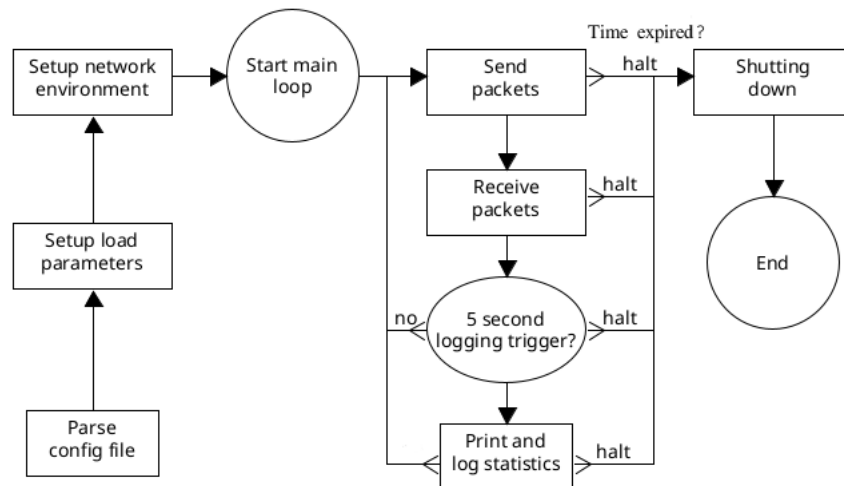 Time expired?
Setup network
environment
Start main
loop
Send
packets
halt
Shutting
down
Receive
packets
halt
Setup load
parameters
End
no
5 second
logging trigger?
halt
Parse
config file
Print and
log statistics
halt